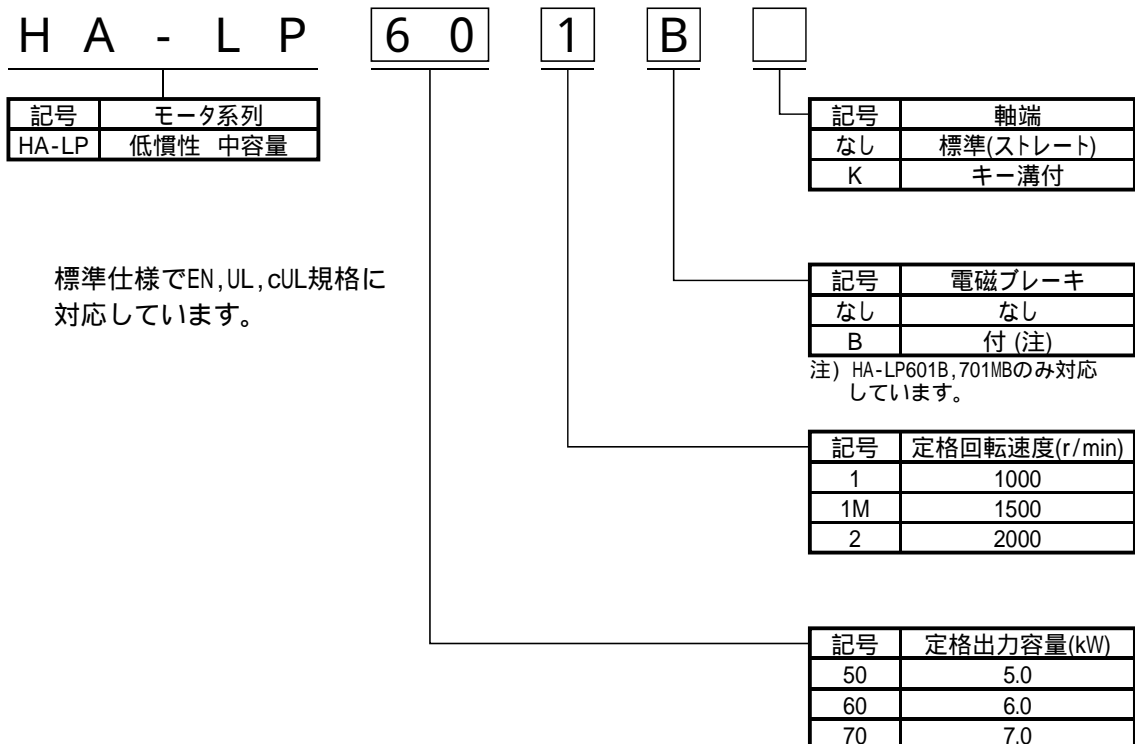 HA-LP 60 1 B
記号 モータ系列
HA-LP 低慣性 中容量
標準仕様でEN,UL,cUL規格に
対応しています。
記号 軸端
なし 標準(ストレート)
K キー溝付
記号 電磁ブレーキ
なし なし
B 付 (注)
注) HA-LP601B,701MBのみ対応
しています。
記号 定格回転速度(r/min)
1 1000
1M 1500
2 2000
記号 定格出力容量(kW)
50 5.0
60 6.0
70 7.0